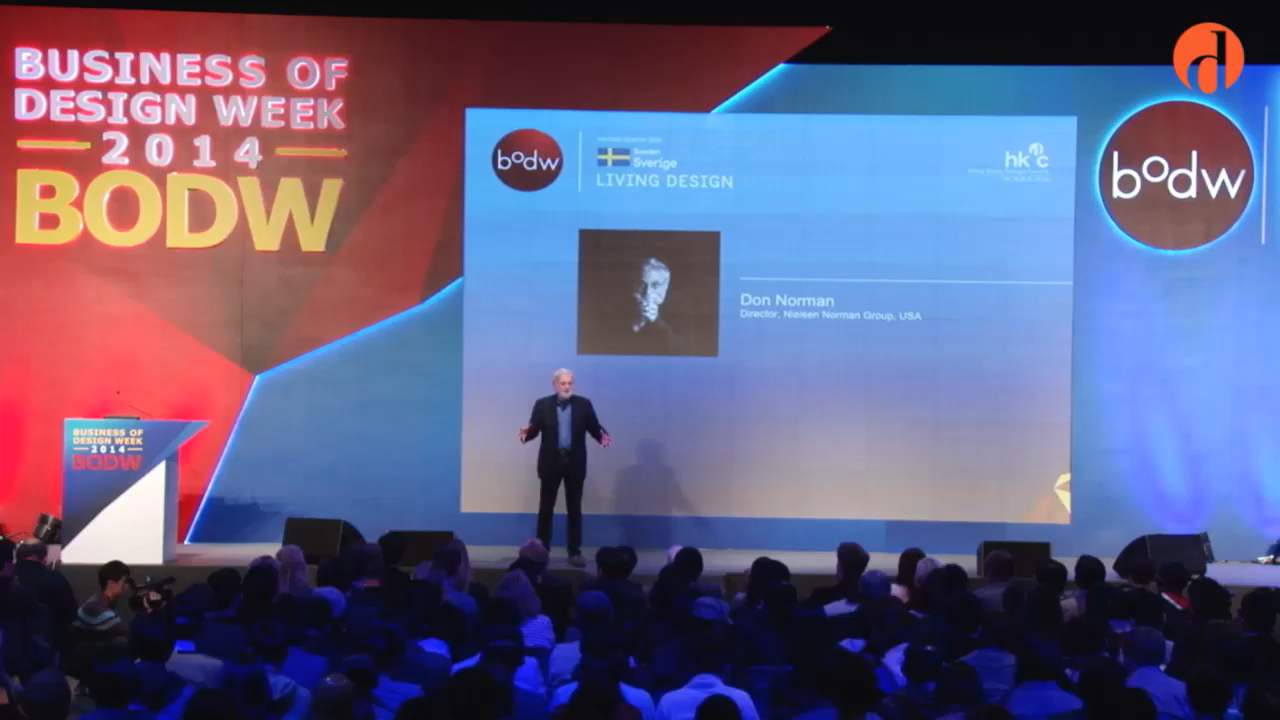 BUSINESS OF
DESIGN WEEK
2014
BODW
bodw
Sweden
Sverige
LIVING DESIGN
hkdc
bodw
Don Norman
Director, Nielsen Norman Group, USA
BUSINESS OF
DESIGN WEEK
2014
BODW